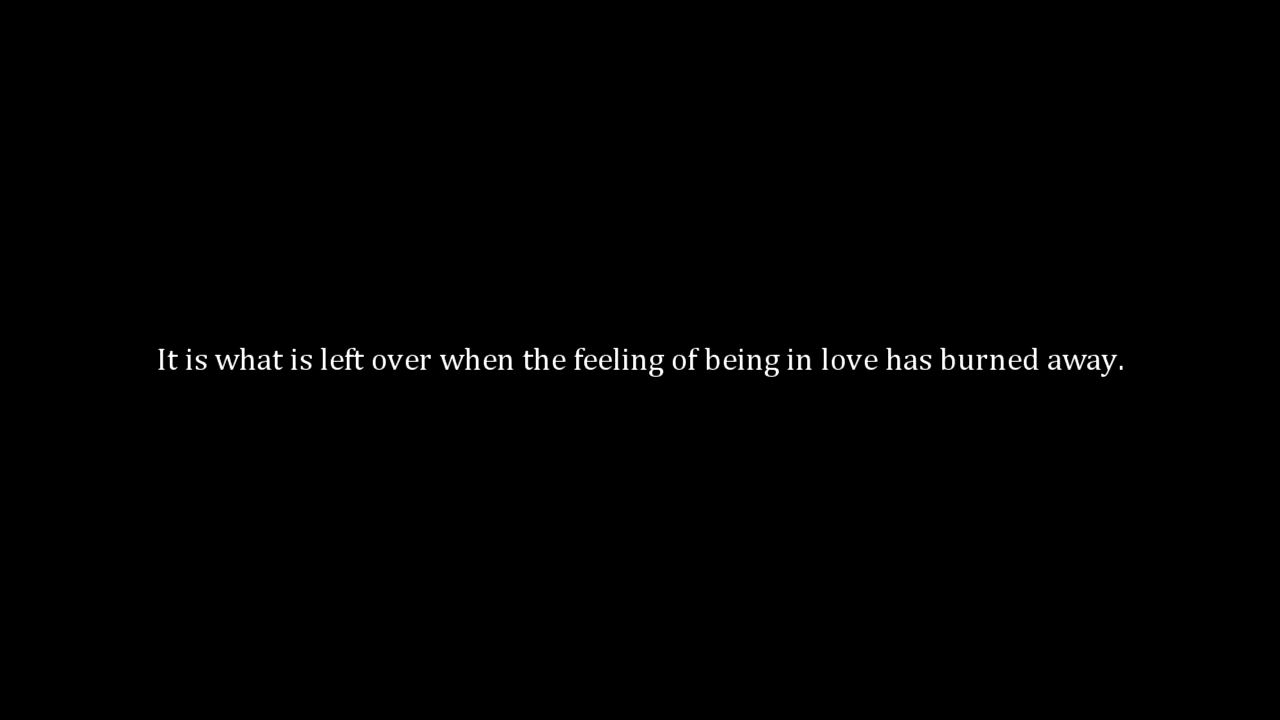 It is what is left over when the feeling of being in love has burned away.